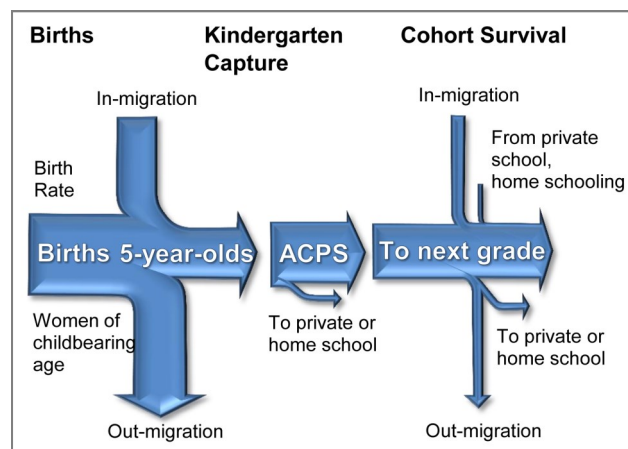 Births
Kindergarten
Capture
Cohort Survival
In-migration
Birth
Rate
Births 5-year-olds
Women of
childbearing
age
Out-migration
ACPS
To private or
home school
In-migration
From private
school,
home schooling
To next grade
To private or
home school
Out-migration